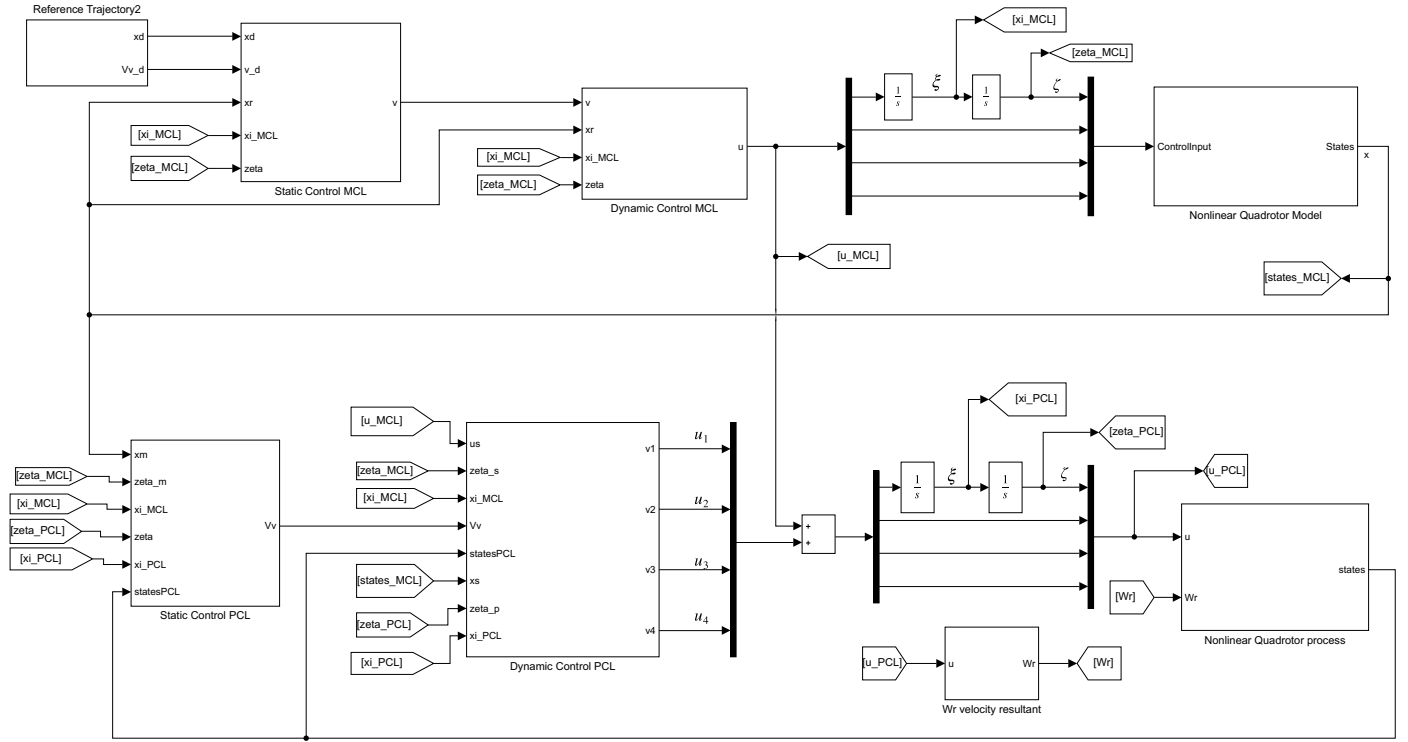 Reference Trajectory2
xd
Vv_d
xd
v_d
xr
xi_MCL
zeta
v
[xi_MCL]
[zeta_MCL]
Static Control MCL
v
xr
xi_MCL
zeta
u
[xi_MCL]
[zeta_MCL]
Dynamic Control MCL
[u_MCL]
1
s
ξ
1
s
ζ
[xi_MCL]
[zeta_MCL]
ControlInput
States
x
Nonlinear Quadrotor Model
[states_MCL]
[zeta_MCL]
[xi_MCL]
[zeta_PCL]
[xi_PCL]
xm
zeta_m
xi_MCL
zeta
xi_PCL
statesPCL
Vv
Static Control PCL
[u_MCL]
[zeta_MCL]
[xi_MCL]
[states_MCL]
[zeta_PCL]
[xi_PCL]
us
zeta_s
xi_MCL
Vv
statesPCL
xs
zeta_p
xi_PCL
v1
v2
v3
v4
Dynamic Control PCL
u1
u2
u3
u4
+
+
1
s
ξ
1
s
ζ
[xi_PCL]
[zeta_PCL]
[u_PCL]
[Wr]
u
Wr
states
Nonlinear Quadrotor process
[u_PCL]
u
Wr
[Wr]
Wr velocity resultant